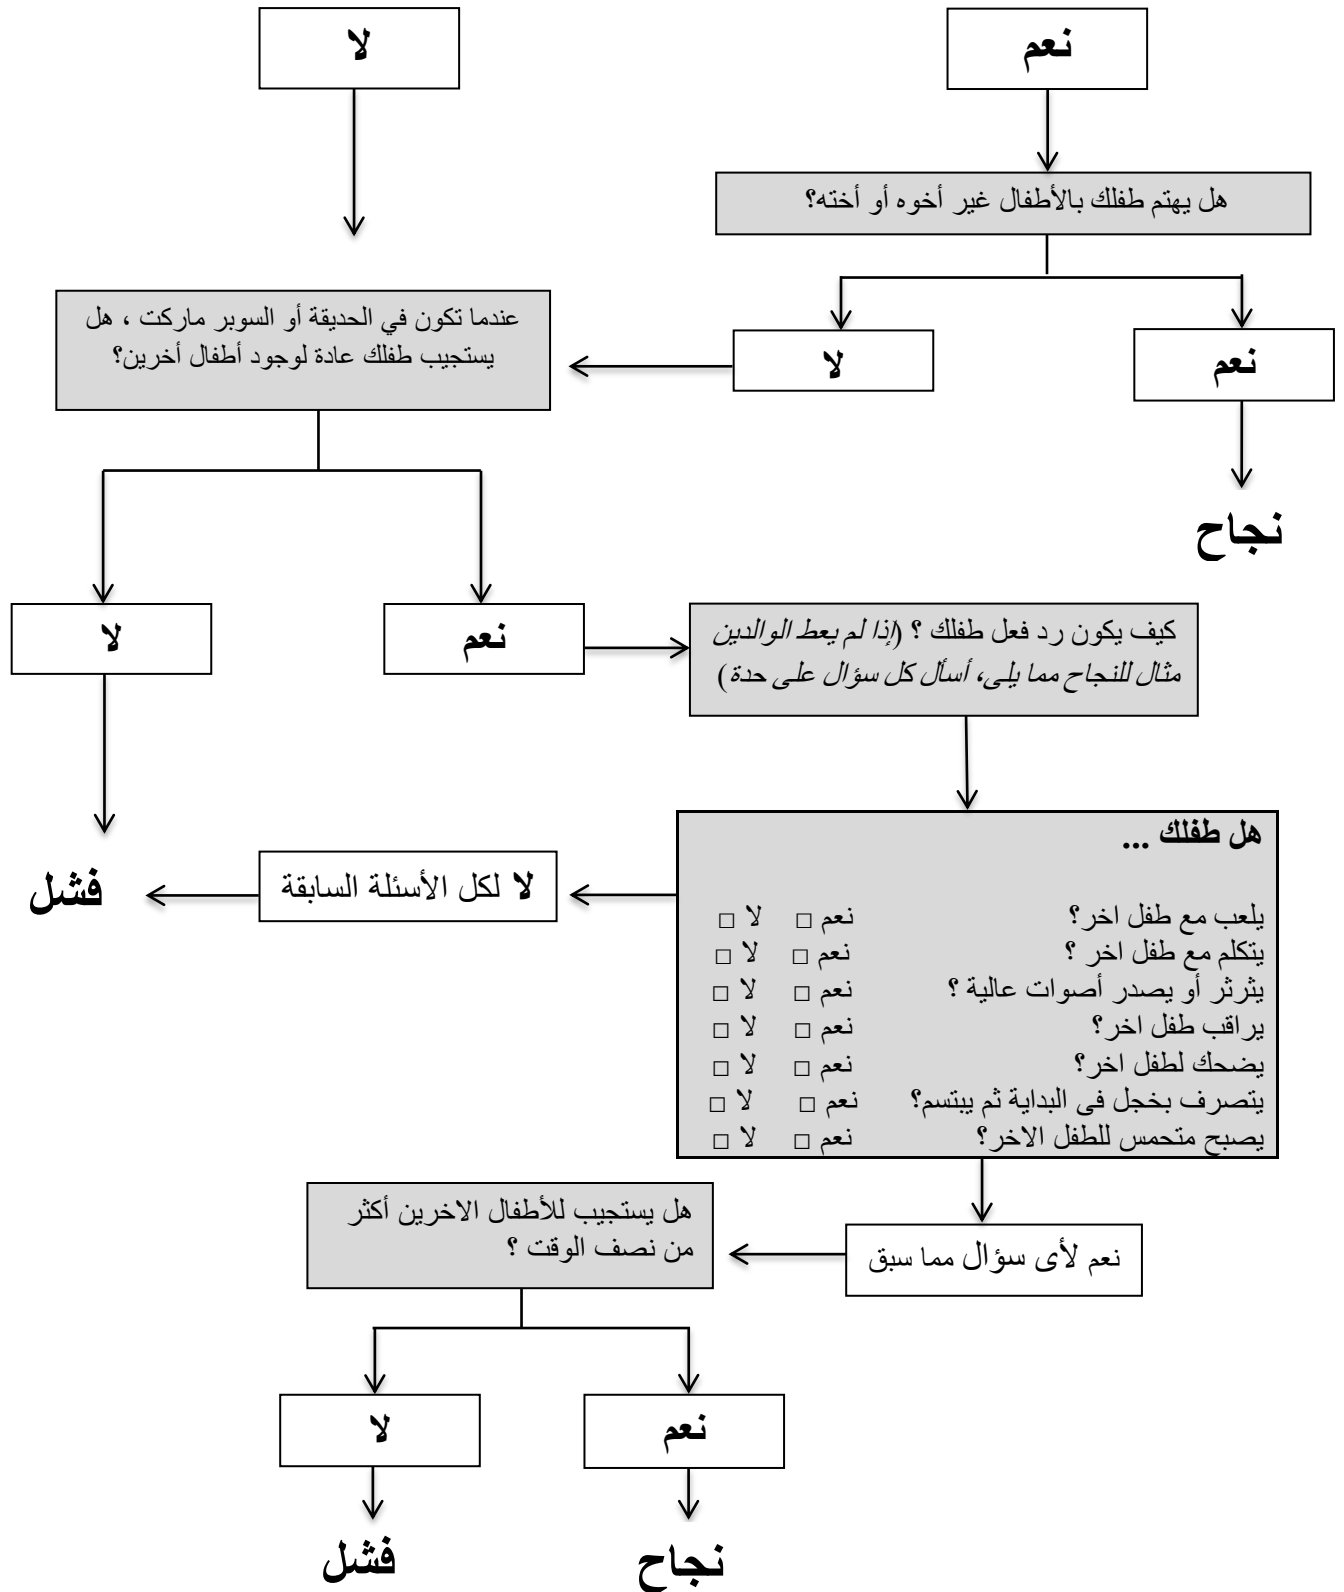 نعم
لا
هل يهتم طفلك بالأطفال غير أخوه أو أخته؟
نعم
لا
نجاح
عندما تكون في الحديقة أو السوبر ماركت ، هل
يستجيب طفلك عادة لوجود أطفال أخرين؟
نعم
لا
كيف يكون رد فعل طفلك ؟ (إذا لم يعط الوالدين
مثال للنجاح مما يلى، أسأل كل سؤال على حدة)
هل طفلك ...
يلعب مع طفل اخر؟ نعم □ لا □
يتكلم مع طفل اخر ؟ نعم □ لا □
يثرثر أو يصدر أصوات عالية ؟ نعم □ لا □
يراقب طفل اخر؟ نعم □ لا □
يضحك لطفل اخر؟ نعم □ لا □
يتصرف بخجل فى البداية ثم يبتسم؟ نعم □ لا □
يصبح متحمس للطفل الاخر؟ نعم □ لا □
لا لكل الأسئلة السابقة
فشل
نعم لأى سؤال مما سبق
هل يستجيب للأطفال الاخرين أكثر
من نصف الوقت ؟
نعم
لا
نجاح
فشل